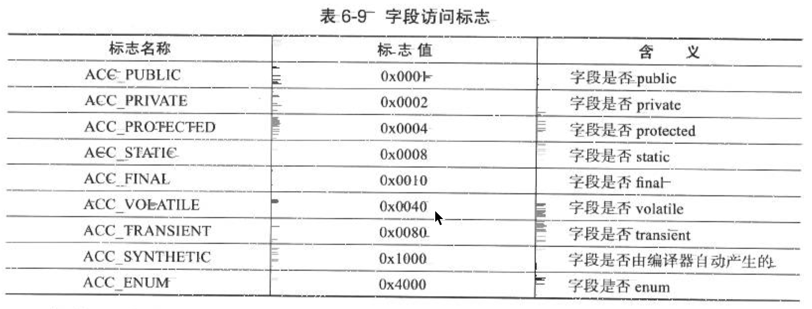 表 6-9 字段访问标志
标志名称 标志值 含 义
ACC_PUBLIC 0x0001 字段是否 public
ACC_PRIVATE 0x0002 字段是否 private
ACC_PROTECTED 0x0004 字段是否 protected
ACC_STATIC 0x0008 字段是否 static
ACC_FINAL 0x0010 字段是否 final
ACC_VOLATILE 0x0040 字段是否 volatile
ACC_TRANSIENT 0x0080 字段是否 transient
ACC_SYNTHETIC 0x1000 字段是否由编译器自动产生的
ACC_ENUM 0x4000 字段是否 enum